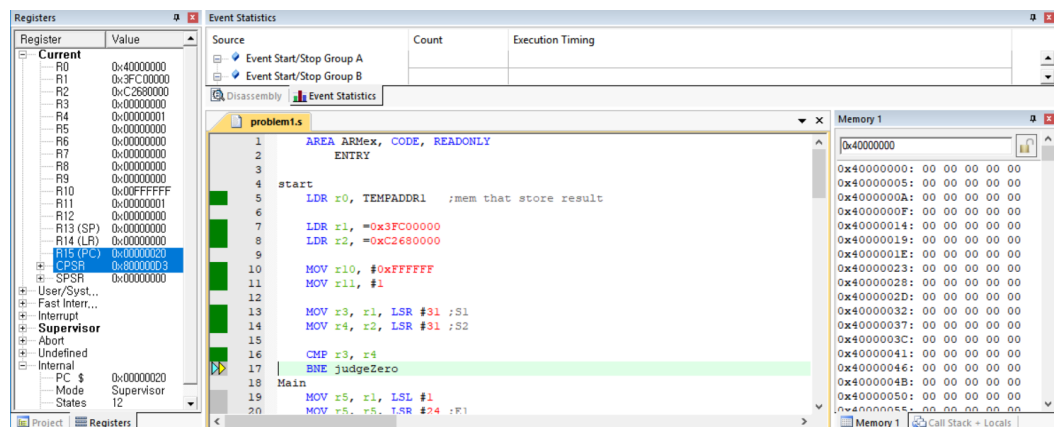 Registers
Register Value
Current
R0 0x40000000
R1 0x3FC00000
R2 0xC2680000
R3 0x00000000
R4 0x00000001
R5 0x00000000
R6 0x00000000
R7 0x00000000
R8 0x00000000
R9 0x00000000
R10 0x00FFFFFF
R11 0x00000001
R12 0x00000000
R13 (SP) 0x00000000
R14 (LR) 0x00000000
R15 (PC) 0x00000020
CPSR 0x800000D3
SPSR 0x00000000
User/Syst...
Fast Interr...
Interrupt
Supervisor
Abort
Undefined
Internal
PC $ 0x00000020
Mode Supervisor
States 12
Project Registers
Event Statistics
Source Count Execution Timing
Event Start/Stop Group A
Event Start/Stop Group B
Disassembly Event Statistics
problem1.s
1 AREA ARMex, CODE, READONLY
2 ENTRY
3
4 start
5 LDR r0, TEMPADDR1 ;mem that store result
6
7 LDR r1, =0x3FC00000
8 LDR r2, =0xC2680000
9
10 MOV r10, #0xFFFFFF
11 MOV r11, #1
12
13 MOV r3, r1, LSR #31 ;S1
14 MOV r4, r2, LSR #31 ;S2
15
16 CMP r3, r4
17 BNE judgeZero
18 Main
19 MOV r5, r1, LSL #1
20 MOV r5, r5, LSR #24 ;E1
Memory 1
0x40000000
0x40000000: 00 00 00 00 00
0x40000005: 00 00 00 00 00
0x4000000A: 00 00 00 00 00
0x4000000F: 00 00 00 00 00
0x40000014: 00 00 00 00 00
0x40000019: 00 00 00 00 00
0x4000001E: 00 00 00 00 00
0x40000023: 00 00 00 00 00
0x40000028: 00 00 00 00 00
0x4000002D: 00 00 00 00 00
0x40000032: 00 00 00 00 00
0x40000037: 00 00 00 00 00
0x4000003C: 00 00 00 00 00
0x40000041: 00 00 00 00 00
0x40000046: 00 00 00 00 00
0x4000004B: 00 00 00 00 00
0x40000050: 00 00 00 00 00
0x40000055: 00 00 00 00 00
Memory 1 Call Stack + Locals